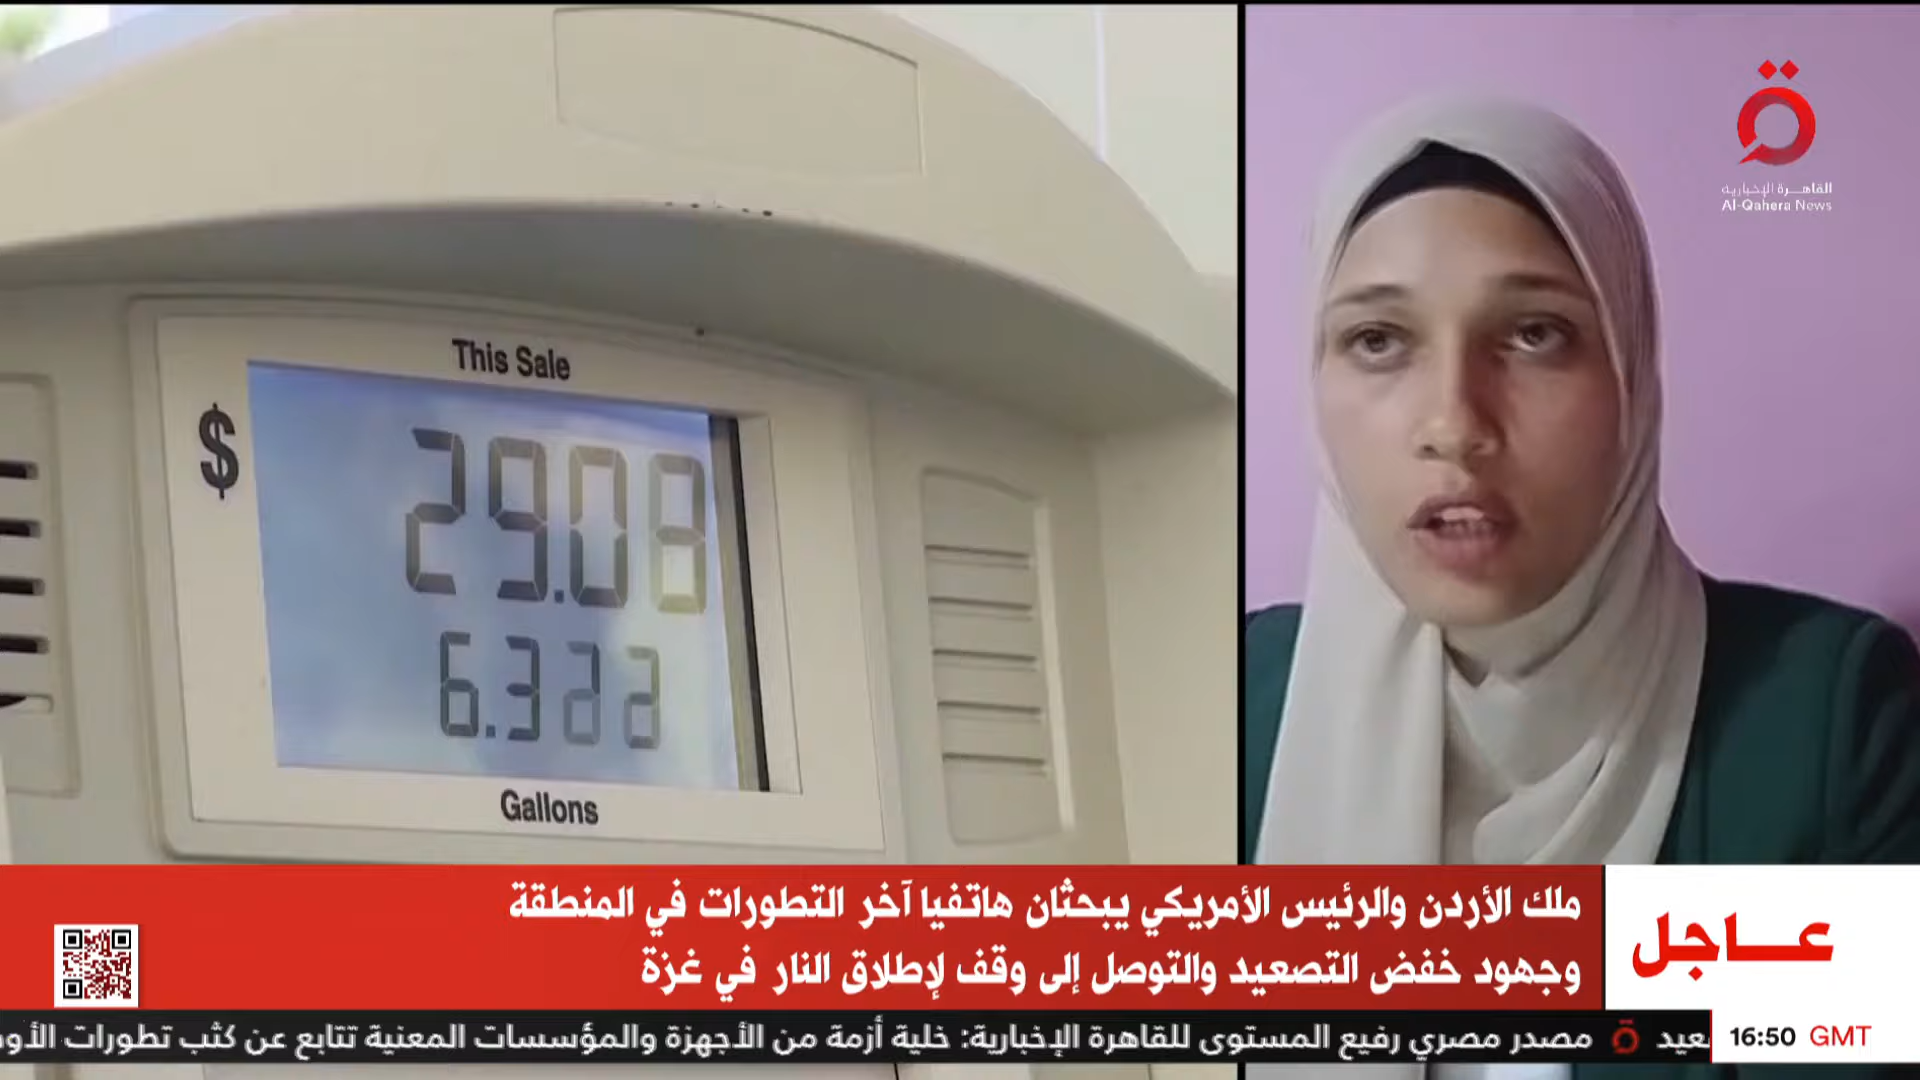 القاهرة الإخبارية
Al-Qahera News
This Sale
$
29.08
Gallons
عاجل
ملك الأردن والرئيس الأمريكي يبحثان هاتفيا آخر التطورات في المنطقة
وجهود خفض التصعيد والتوصل إلى وقف لإطلاق النار في غزة
مصدر مصري رفيع المستوى للقاهرة الإخبارية: خلية أزمة من الأجهزة والمؤسسات المعنية تتابع عن كثب تطورات
16:50 GMT